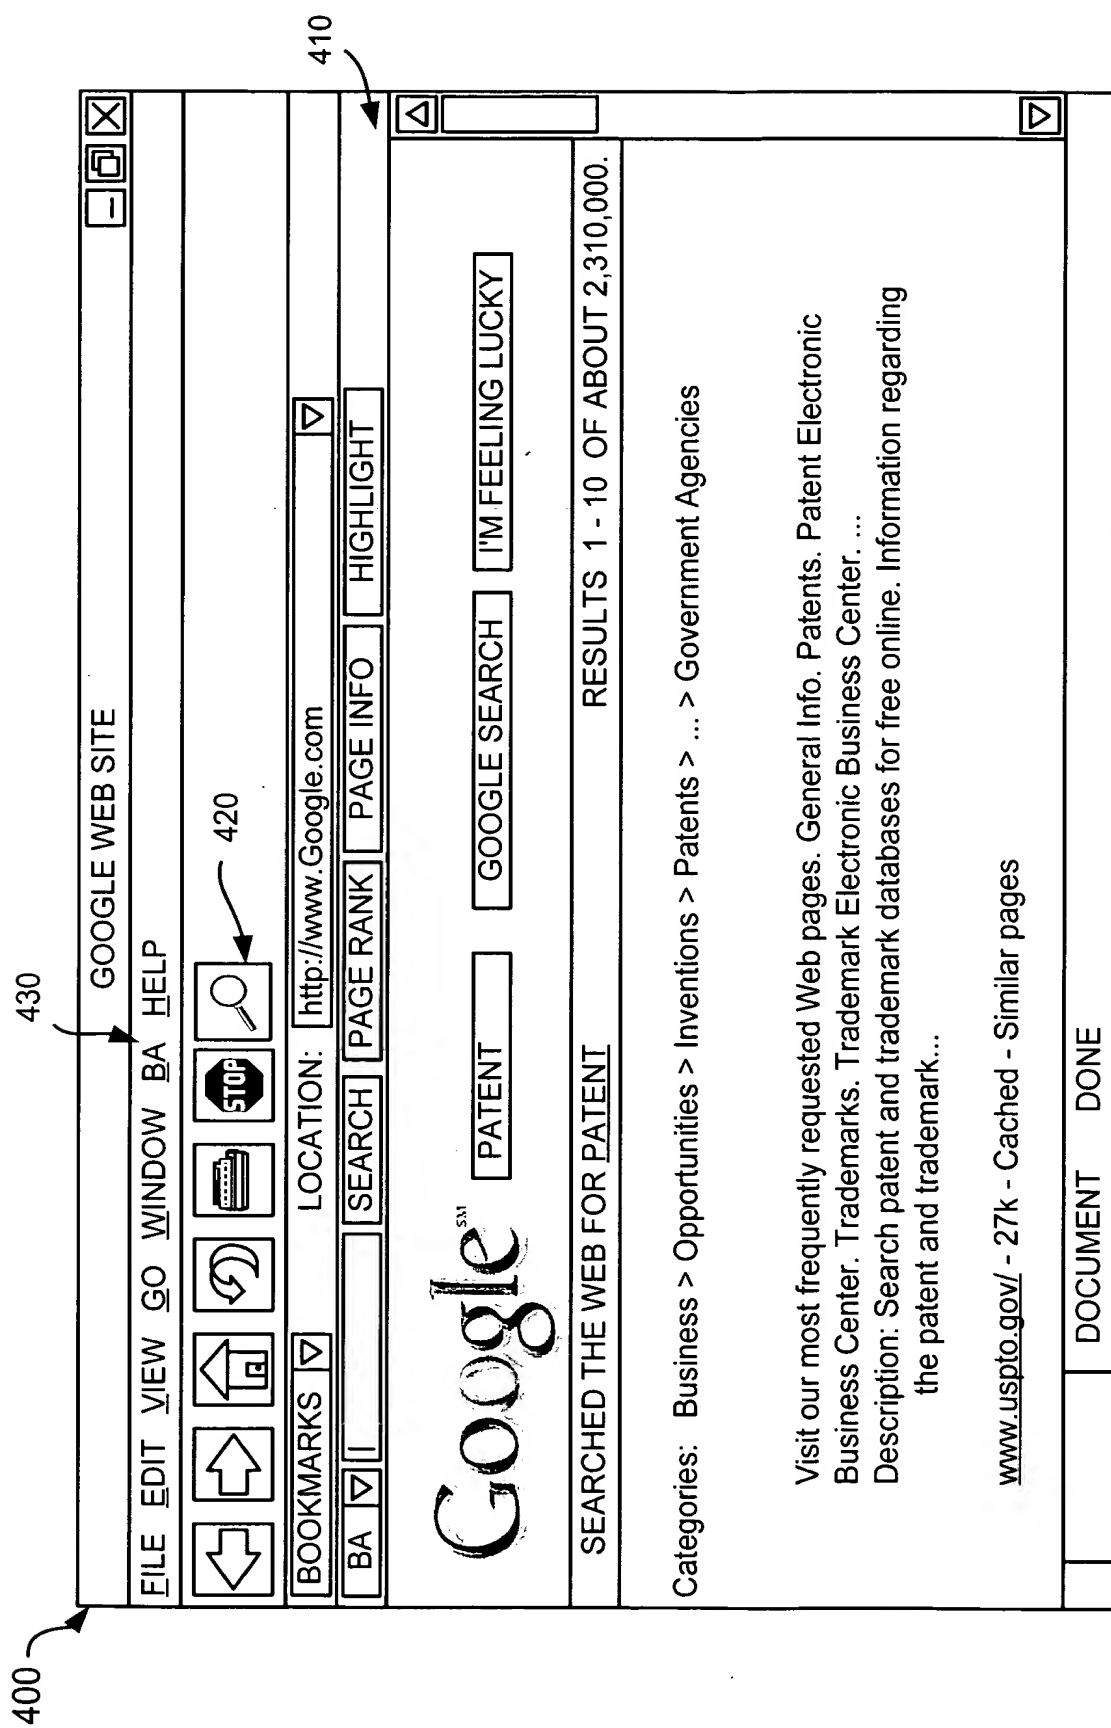 400
430
GOOGLE WEB SITE
FILE EDIT VIEW GO WINDOW BA HELP
STOP
420
BOOKMARKS LOCATION: http://www.Google.com
BA SEARCH PAGE RANK PAGE INFO HIGHLIGHT
410
Google SM PATENT GOOGLE SEARCH I'M FEELING LUCKY
SEARCHED THE WEB FOR PATENT RESULTS 1 - 10 OF ABOUT 2,310,000.
Categories: Business > Opportunities > Inventions > Patents > ... > Government Agencies
Visit our most frequently requested Web pages. General Info. Patents. Patent Electronic
Business Center. Trademarks. Trademark Electronic Business Center. ...
Description: Search patent and trademark databases for free online. Information regarding
the patent and trademark...
www.uspto.gov/ - 27k - Cached - Similar pages
DOCUMENT DONE